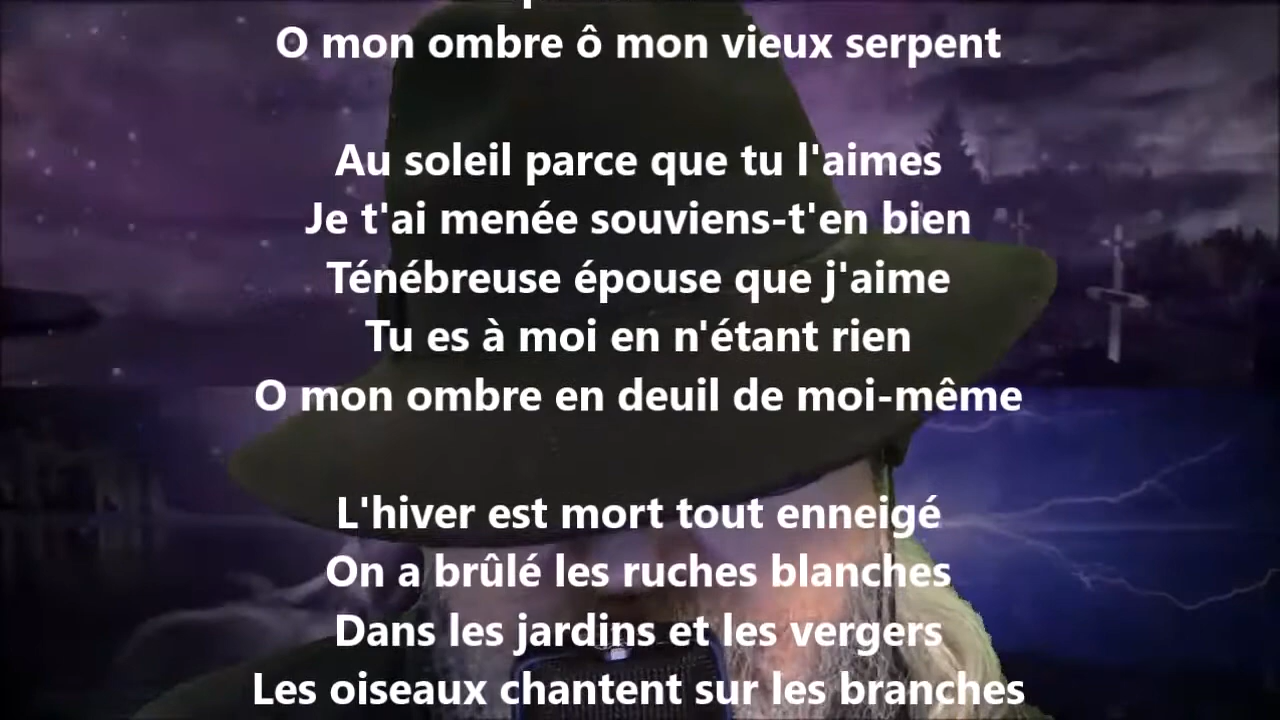 O mon ombre ô mon vieux serpent
Au soleil parce que tu l'aimes
Je t'ai menée souviens-t'en bien
Ténébreuse épouse que j'aime
Tu es à moi en n'étant rien
O mon ombre en deuil de moi-même
L'hiver est mort tout enneigé
On a brûlé les ruches blanches
Dans les jardins et les vergers
Les oiseaux chantent sur les branches